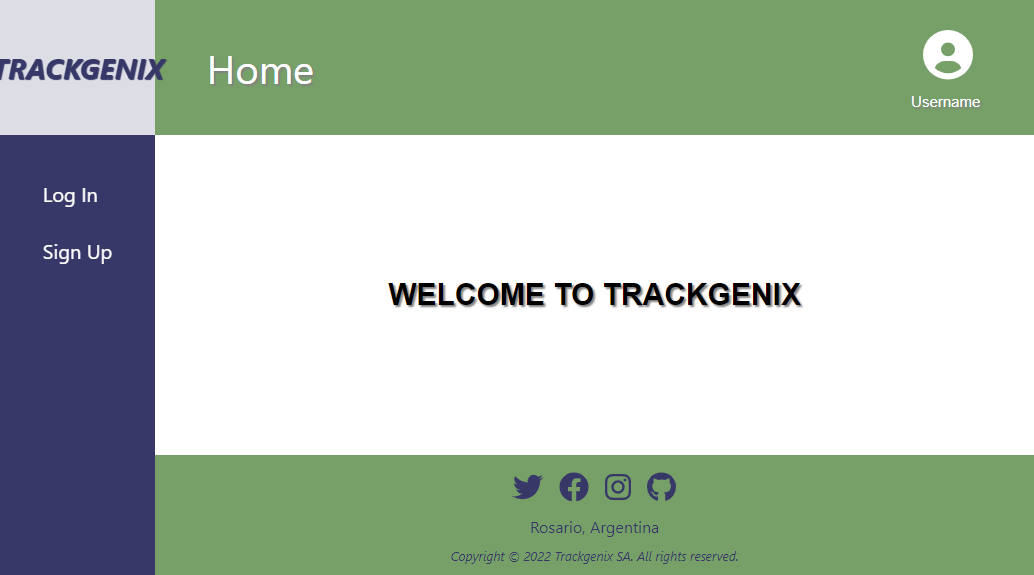 TRACKGENIX
Home
Username
Log In
Sign Up
WELCOME TO TRACKGENIX
Rosario, Argentina
Copyright © 2022 Trackgenix SA. All rights reserved.